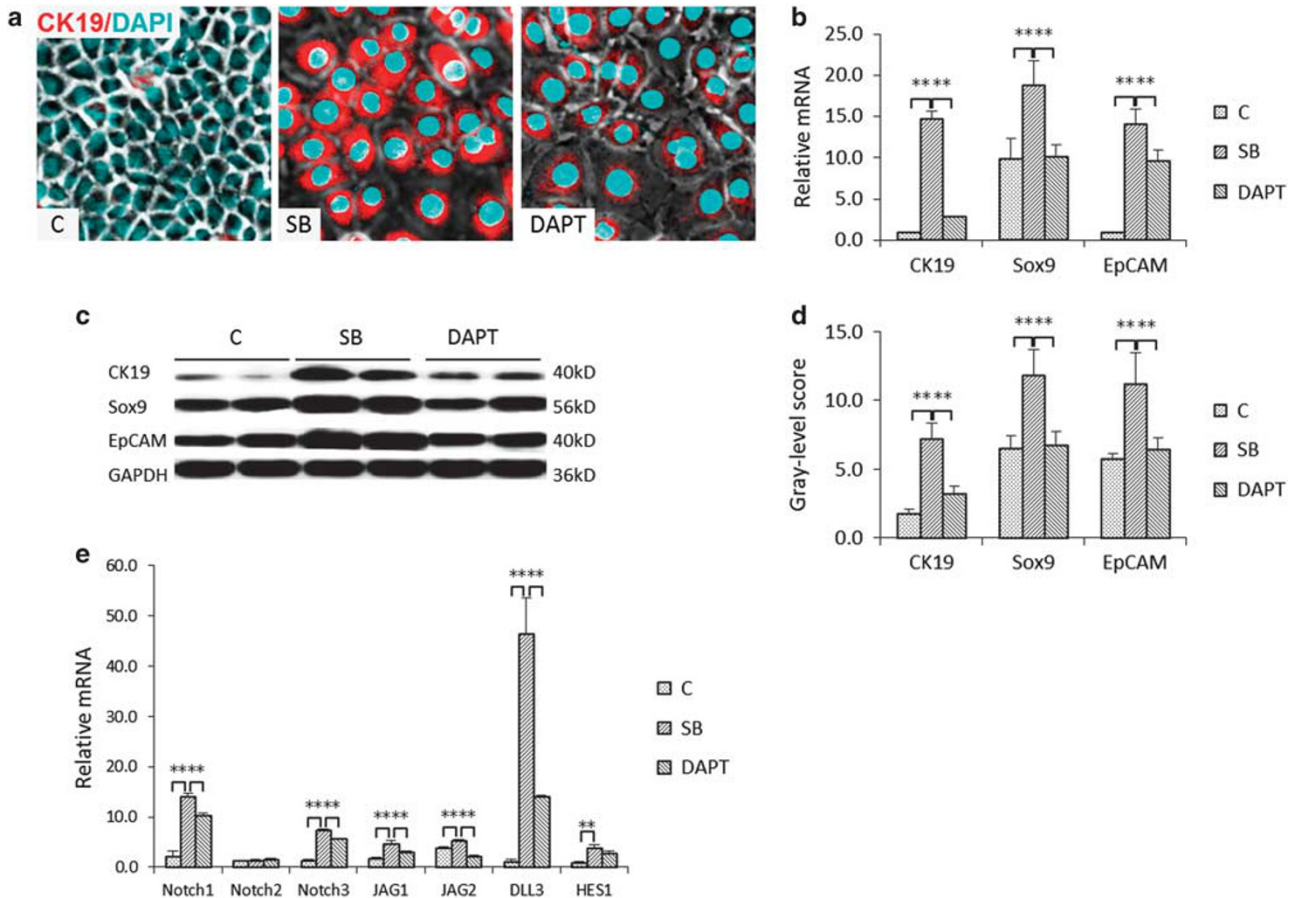 a
CK19/DAPI
C
SB
DAPT
b
Relative mRNA
25.0
20.0
15.0
10.0
5.0
0.0
****
****
****
CK19 Sox9 EpCAM
C
SB
DAPT
c
C SB DAPT
CK19 40kD
Sox9 56kD
EpCAM 40kD
GAPDH 36kD
d
Gray-level score
15.0
10.0
5.0
0.0
****
****
****
CK19 Sox9 EpCAM
C
SB
DAPT
e
Relative mRNA
60.0
50.0
40.0
30.0
20.0
10.0
0.0
****
****
****
****
****
**
Notch1 Notch2 Notch3 JAG1 JAG2 DLL3 HES1
C
SB
DAPT